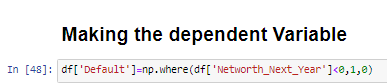 Making the dependent Variable
In [48]: df['Default']=np.where(df['Networth_Next_Year']<0,1,0)